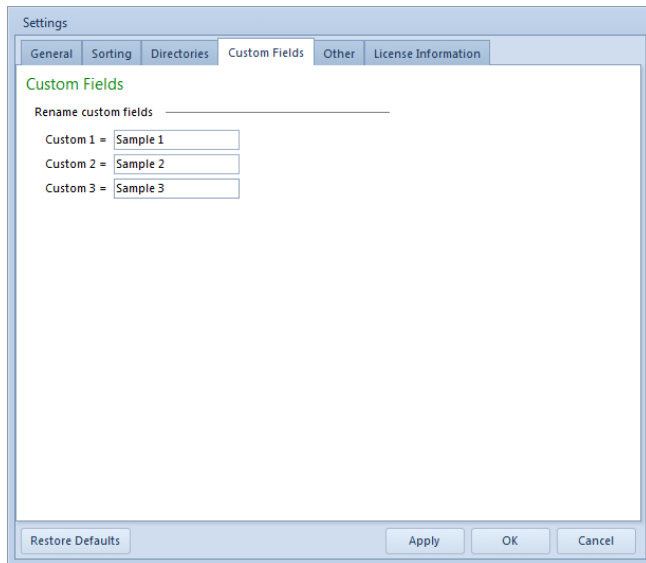 Settings
General Sorting Directories Custom Fields Other License Information
Custom Fields
Rename custom fields
Custom 1 = Sample 1
Custom 2 = Sample 2
Custom 3 = Sample 3
Restore Defaults Apply OK Cancel